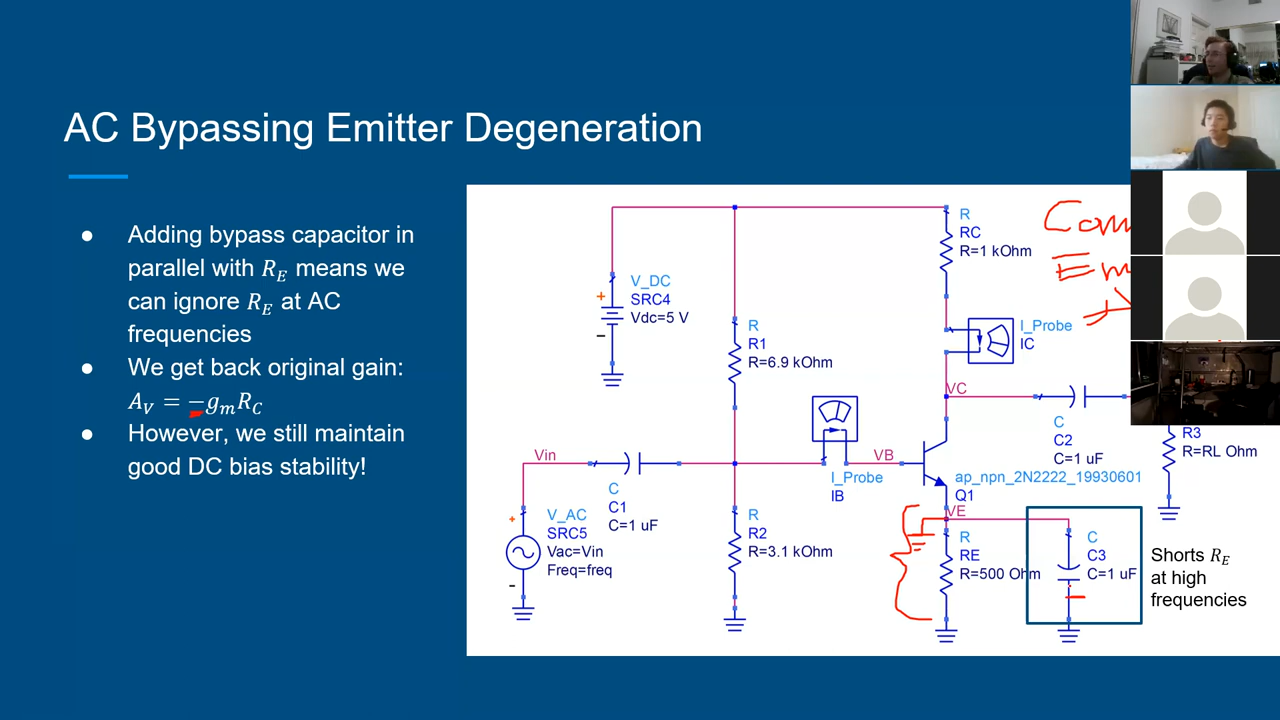 AC Bypassing Emitter Degeneration
● Adding bypass capacitor in
parallel with R_E means we
can ignore R_E at AC
frequencies
● We get back original gain:
A_V = −g_m R_C
● However, we still maintain
good DC bias stability!
R
RC
R=1 kOhm
Com
Em
V_DC
SRC4
Vdc=5 V
+
−
R
R1
R=6.9 kOhm
I_Probe
IC
VC
C
C2
C=1 uF
R3
R=RL Ohm
Vin
C
C1
C=1 uF
I_Probe
IB
VB
ap_npn_2N2222_19930601
Q1
VE
+
−
V_AC
SRC5
Vac=Vin
Freq=freq
R
R2
R=3.1 kOhm
R
RE
R=500 Ohm
C
C3
C=1 uF
Shorts R_E
at high
frequencies